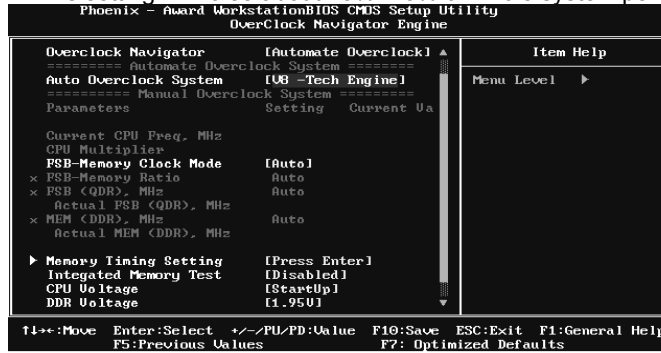 Phoenix - Award WorkstationBIOS CMOS Setup Utility
OverClock Navigator Engine
Overclock Navigator [Automate Overclock] Item Help
========= Automate Overclock System =======
Auto Overclock System [V8 -Tech Engine] Menu Level ▶
========== Manual Overclock System =========
Parameters Setting Current Va
Current CPU Freq, MHz
CPU Multiplier
FSB-Memory Clock Mode [Auto]
x FSB-Memory Ratio Auto
x FSB (QDR), MHz Auto
Actual FSB (QDR), MHz
x MEM (DDR), MHz Auto
Actual MEM (DDR), MHz
▶ Memory Timing Setting [Press Enter]
Integated Memory Test [Disabled]
CPU Voltage [StartUp]
DDR Voltage [1.95V]
↑↓→←:Move Enter:Select +/-/PU/PD:Value F10:Save ESC:Exit F1:General Help
F5:Previous Values F7: Optimized Defaults